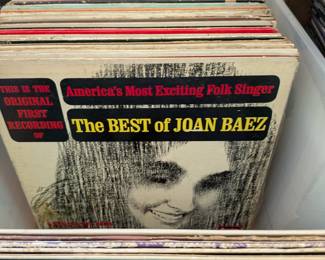 THIS IS THE
ORIGINAL
FIRST
RECORDING
OF
America's Most Exciting Folk Singer
The BEST of JOAN BAEZ